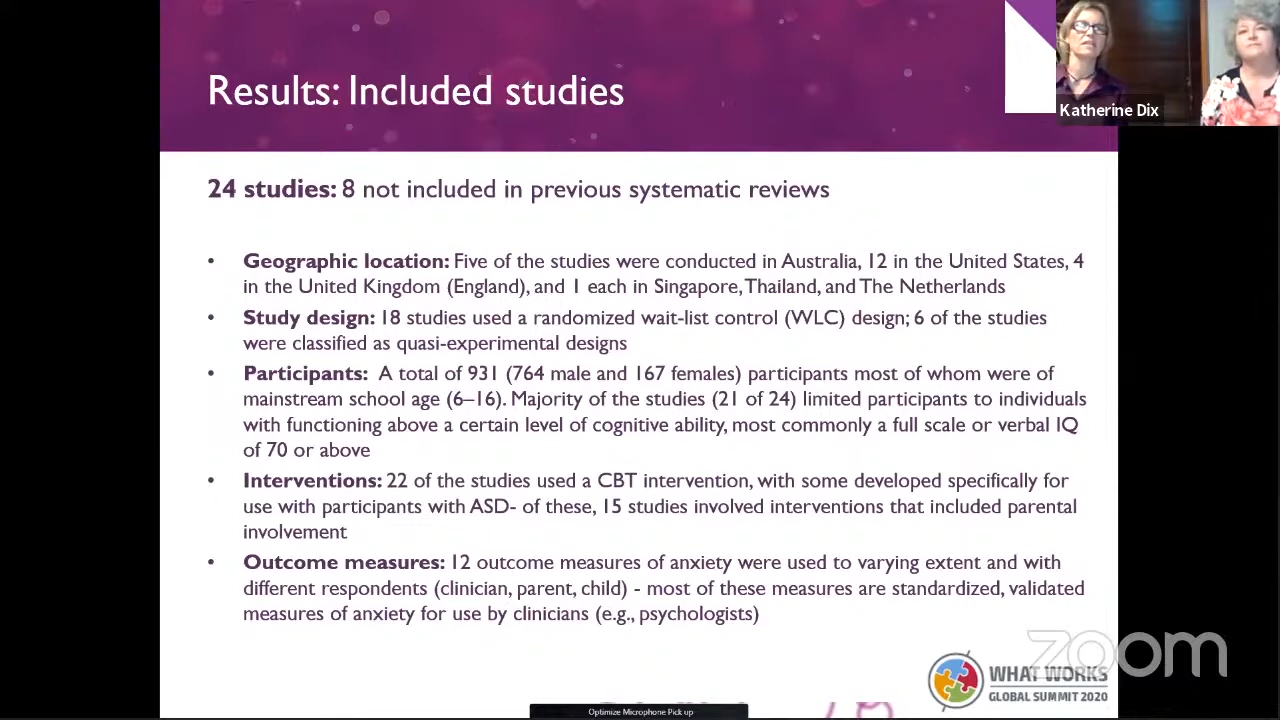 Results: Included studies
Katherine Dix
24 studies: 8 not included in previous systematic reviews
• Geographic location: Five of the studies were conducted in Australia, 12 in the United States, 4
in the United Kingdom (England), and 1 each in Singapore, Thailand, and The Netherlands
• Study design: 18 studies used a randomized wait-list control (WLC) design; 6 of the studies
were classified as quasi-experimental designs
• Participants: A total of 931 (764 male and 167 females) participants most of whom were of
mainstream school age (6–16). Majority of the studies (21 of 24) limited participants to individuals
with functioning above a certain level of cognitive ability, most commonly a full scale or verbal IQ
of 70 or above
• Interventions: 22 of the studies used a CBT intervention, with some developed specifically for
use with participants with ASD- of these, 15 studies involved interventions that included parental
involvement
• Outcome measures: 12 outcome measures of anxiety were used to varying extent and with
different respondents (clinician, parent, child) - most of these measures are standardized, validated
measures of anxiety for use by clinicians (e.g., psychologists)
zoom
WHAT WORKS
GLOBAL SUMMIT 2020
Optimize Microphone Pick up